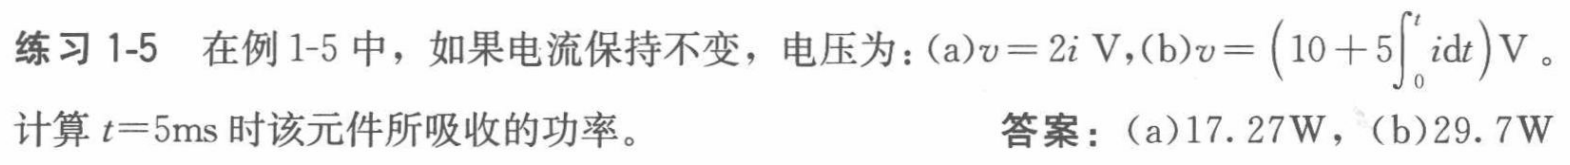 练习 1-5 在例 1-5 中，如果电流保持不变，电压为：(a)v=2i V,(b)v=(10+5∫₀ᵗ idt)V。
计算 t=5ms 时该元件所吸收的功率。 答案：(a)17.27W，(b)29.7W